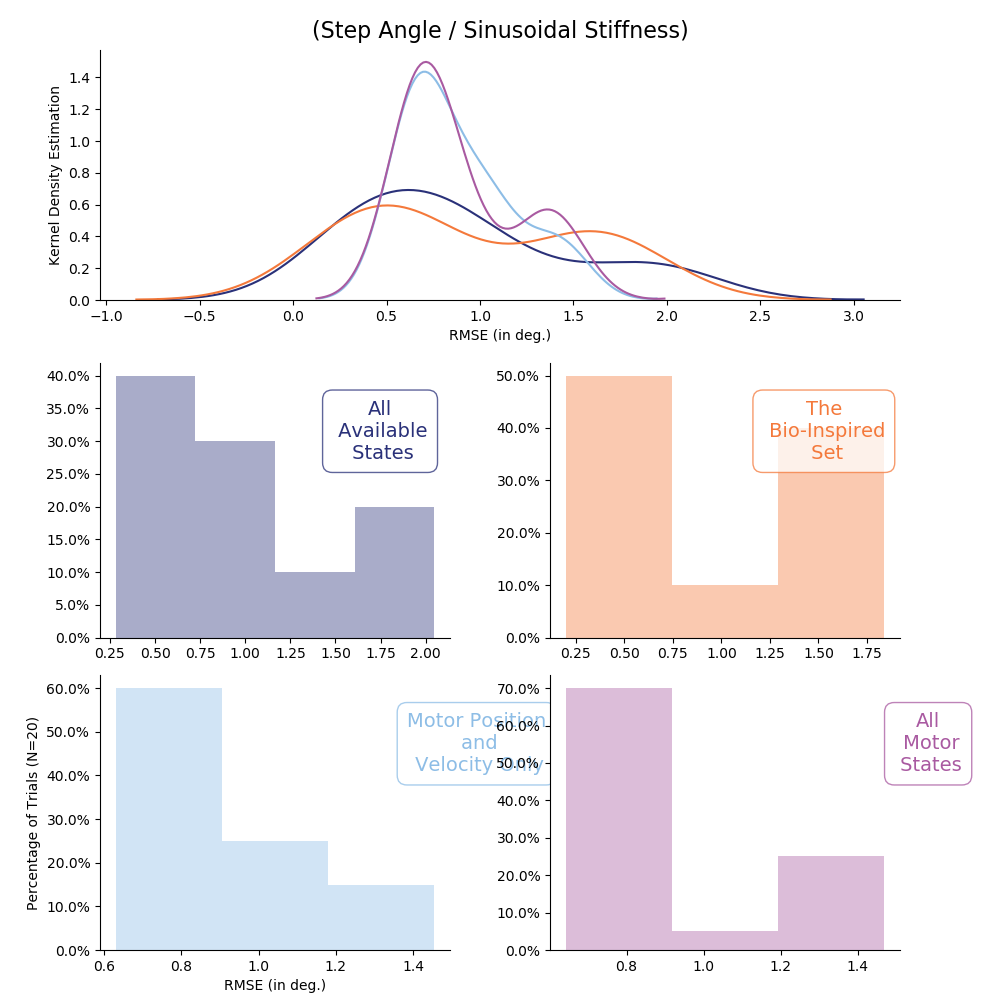 (Step Angle / Sinusoidal Stiffness)
Kernel Density Estimation
1.4
1.2
1.0
0.8
0.6
0.4
0.2
0.0
−1.0 −0.5 0.0 0.5 1.0 1.5 2.0 2.5 3.0
RMSE (in deg.)
40.0%
35.0%
30.0%
25.0%
20.0%
15.0%
10.0%
5.0%
0.0%
All
Available
States
0.25 0.50 0.75 1.00 1.25 1.50 1.75 2.00
50.0%
40.0%
30.0%
20.0%
10.0%
0.0%
The
Bio-Inspired
Set
0.25 0.50 0.75 1.00 1.25 1.50 1.75
Percentage of Trials (N=20)
60.0%
50.0%
40.0%
30.0%
20.0%
10.0%
0.0%
Motor Position
and
Velocity Only
0.6 0.8 1.0 1.2 1.4
RMSE (in deg.)
70.0%
60.0%
50.0%
40.0%
30.0%
20.0%
10.0%
0.0%
All
Motor
States
0.8 1.0 1.2 1.4